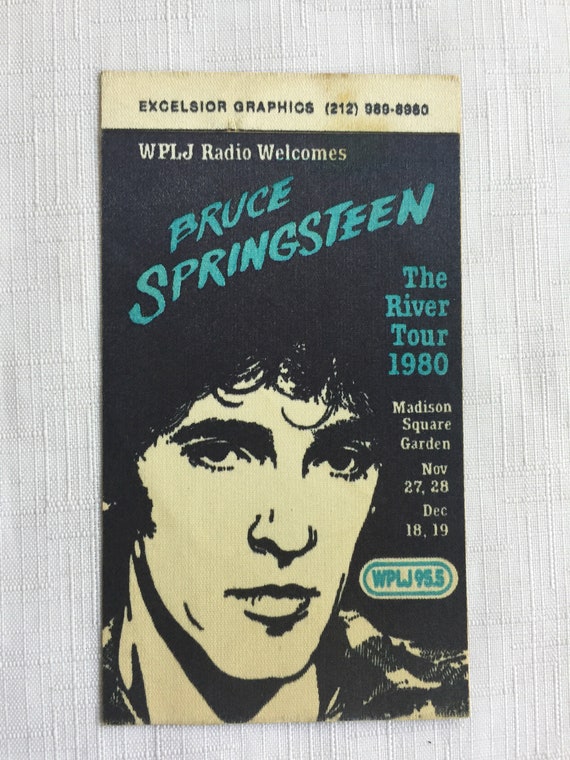 EXCELSIOR GRAPHICS (212) 989-8980
WPLJ Radio Welcomes
BRUCE
SPRINGSTEEN
The
River
Tour
1980
Madison
Square
Garden
Nov
27, 28
Dec
18, 19
WPLJ 95.5